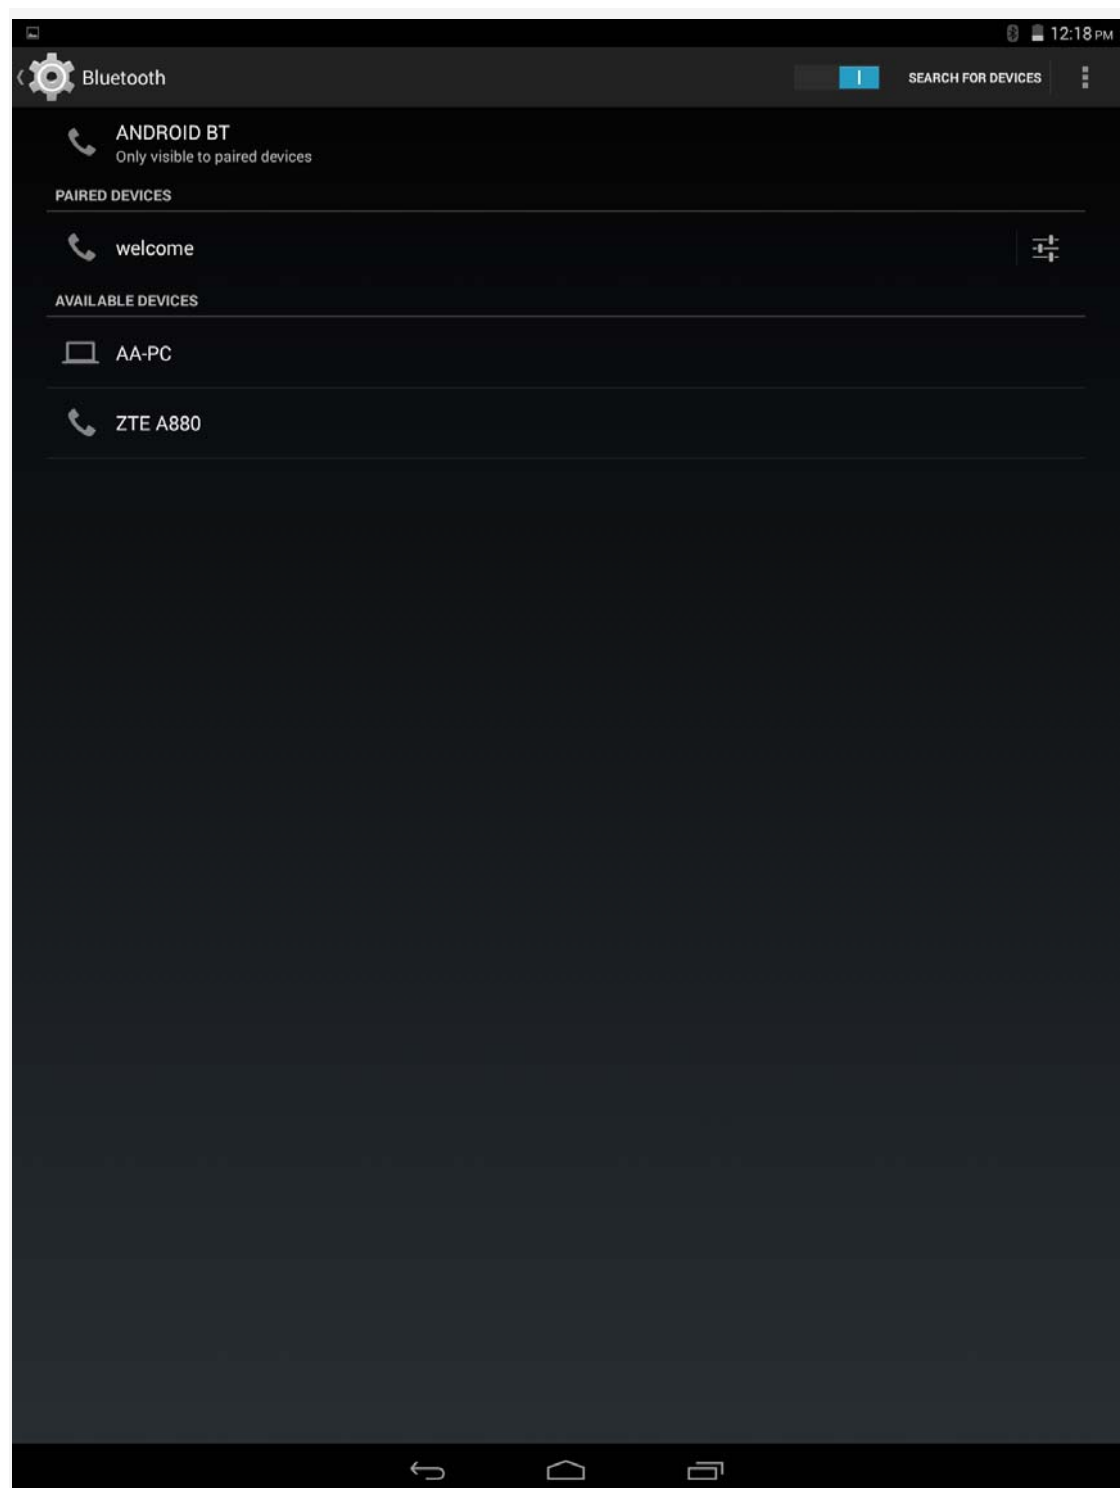 12:18 PM
Bluetooth
SEARCH FOR DEVICES
ANDROID BT
Only visible to paired devices
PAIRED DEVICES
welcome
AVAILABLE DEVICES
AA-PC
ZTE A880